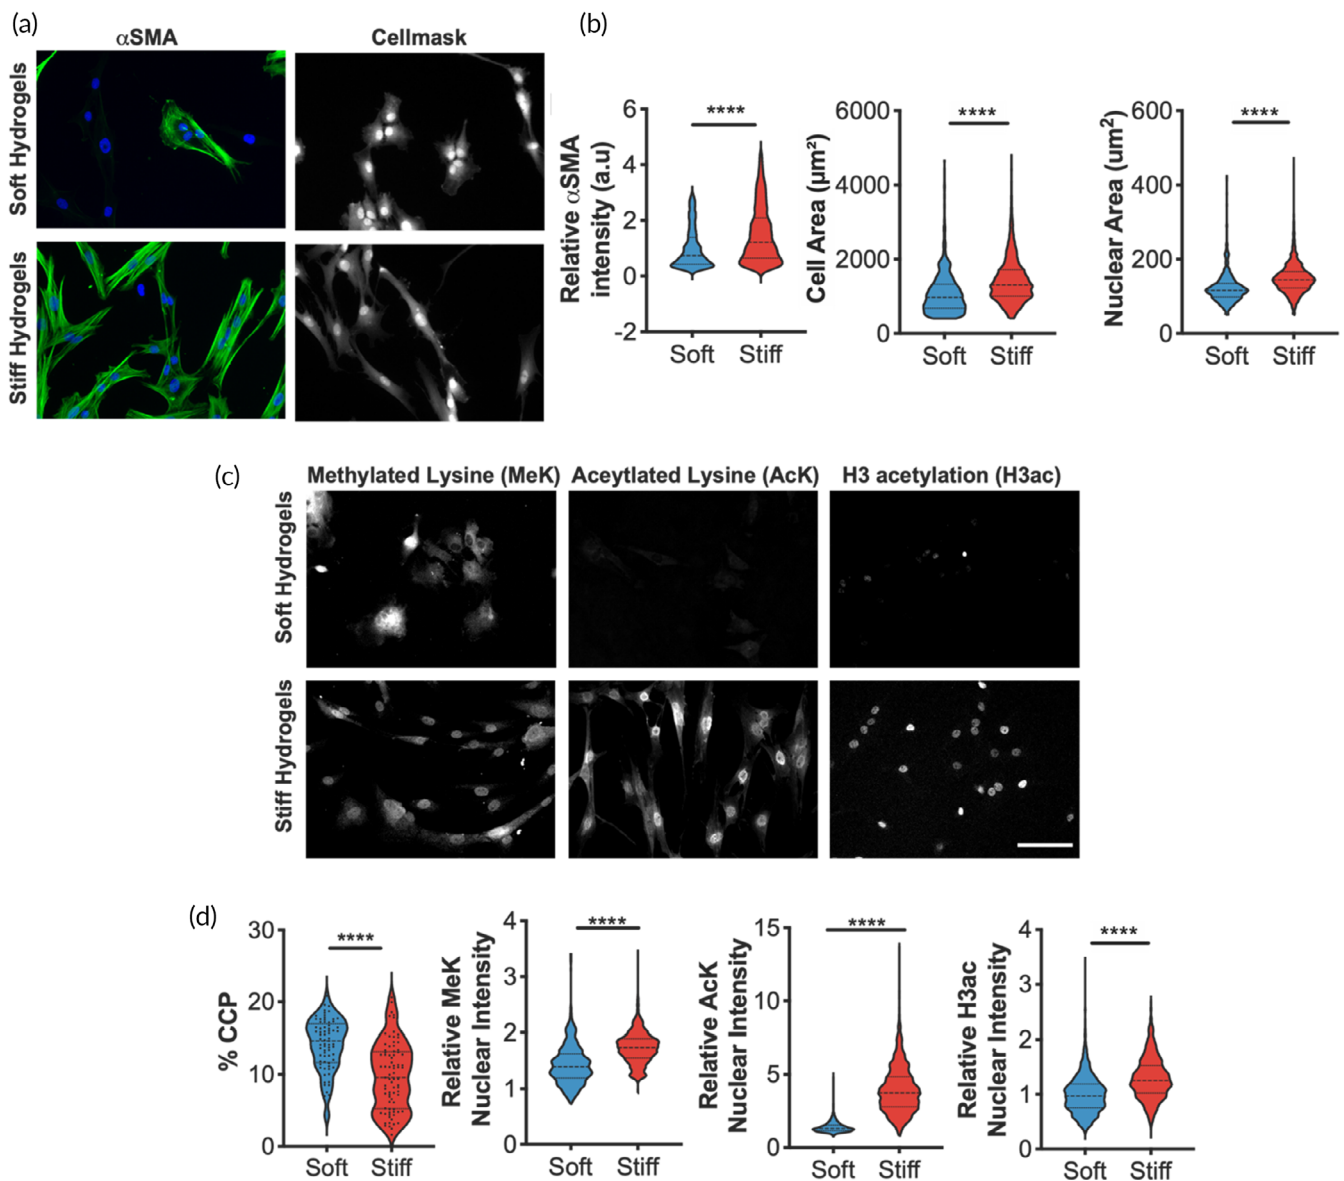 (a)
αSMA
Cellmask
Soft Hydrogels
Stiff Hydrogels
(b)
Relative αSMA
intensity (a.u)
6
4
2
0
-2
****
Soft
Stiff
Cell Area (μm²)
6000
4000
2000
0
****
Soft
Stiff
Nuclear Area (um²)
600
400
200
0
****
Soft
Stiff
(c)
Methylated Lysine (MeK)
Aceytlated Lysine (AcK)
H3 acetylation (H3ac)
Soft Hydrogels
Stiff Hydrogels
(d)
% CCP
30
20
10
0
****
Soft
Stiff
Relative MeK
Nuclear Intensity
4
3
2
1
0
****
Soft
Stiff
Relative AcK
Nuclear Intensity
15
10
5
0
****
Soft
Stiff
Relative H3ac
Nuclear Intensity
4
3
2
1
0
****
Soft
Stiff